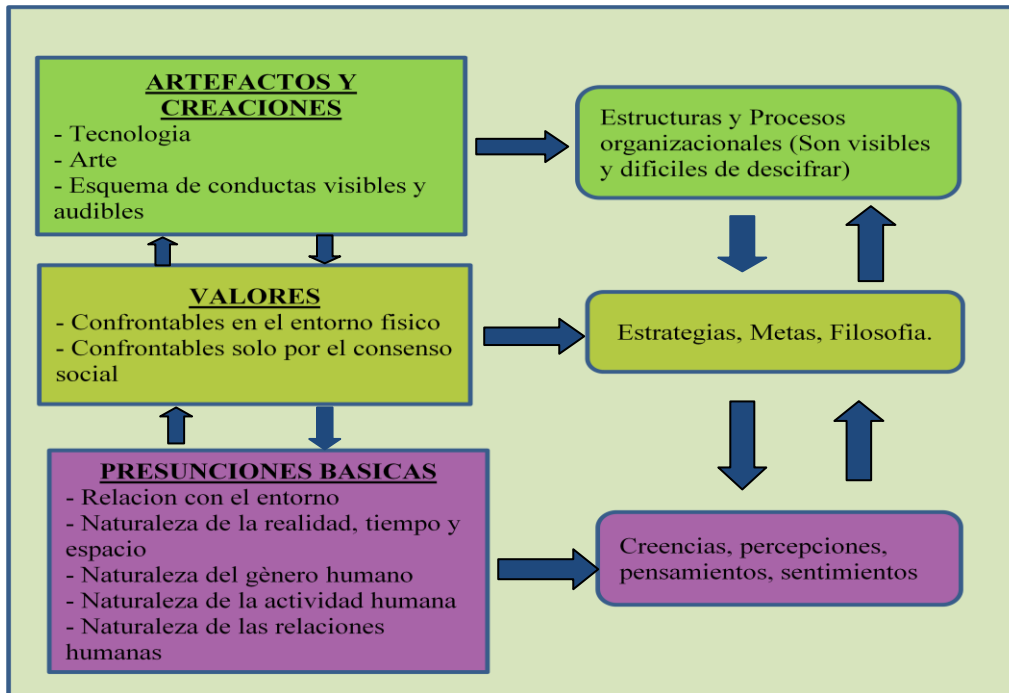 ARTEFACTOS Y
CREACIONES
- Tecnologia
- Arte
- Esquema de conductas visibles y
audibles
Estructuras y Procesos
organizacionales (Son visibles
y dificiles de descifrar)
VALORES
- Confrontables en el entorno fisico
- Confrontables solo por el consenso
social
Estrategias, Metas, Filosofia.
PRESUNCIONES BASICAS
- Relacion con el entorno
- Naturaleza de la realidad, tiempo y
espacio
- Naturaleza del gènero humano
- Naturaleza de la actividad humana
- Naturaleza de las relaciones
humanas
Creencias, percepciones,
pensamientos, sentimientos